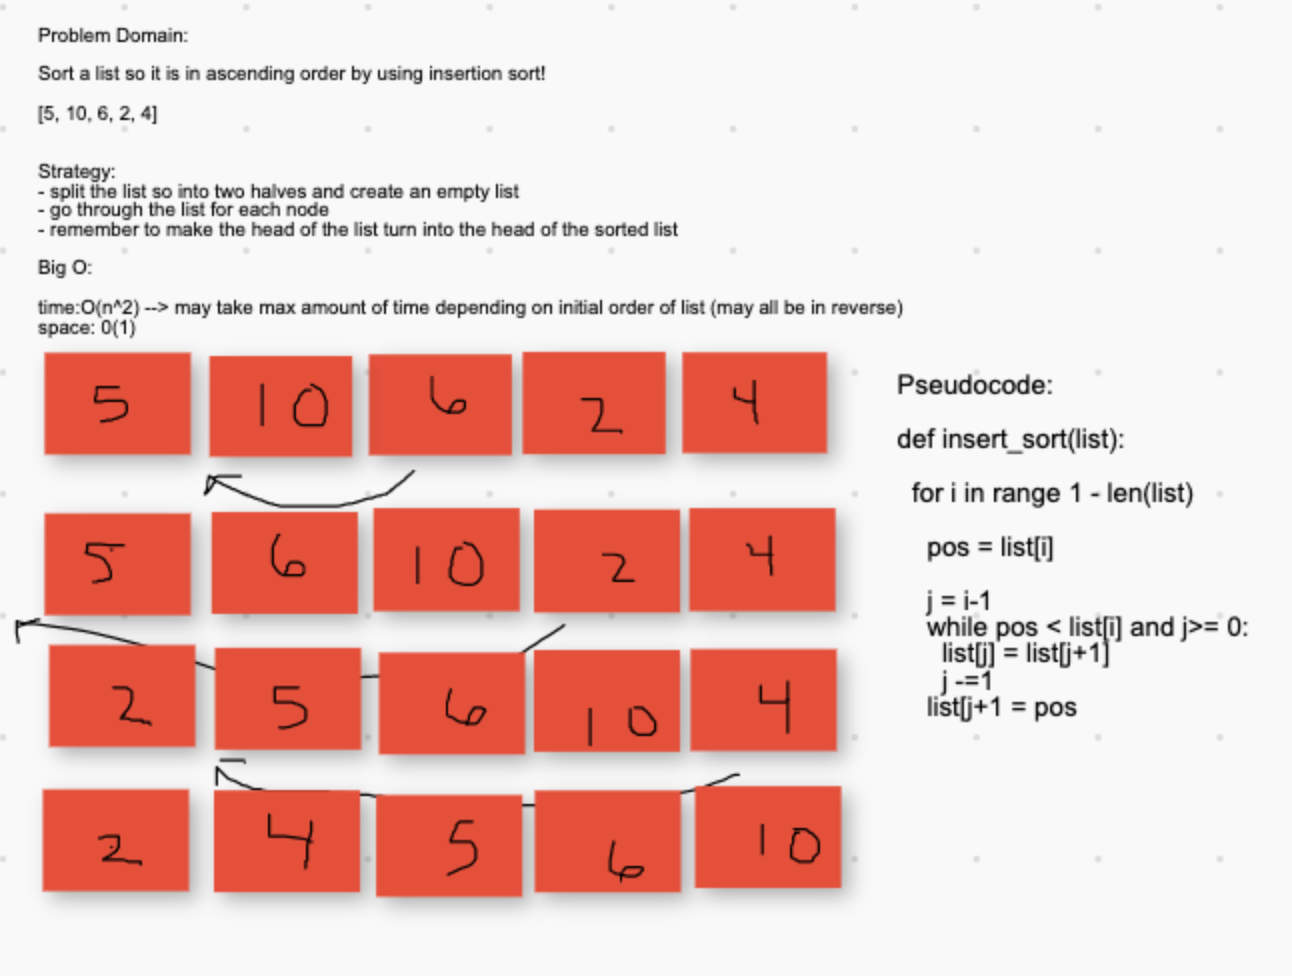 Problem Domain:
Sort a list so it is in ascending order by using insertion sort!
[5, 10, 6, 2, 4]
Strategy:
- split the list so into two halves and create an empty list
- go through the list for each node
- remember to make the head of the list turn into the head of the sorted list
Big O:
time:O(n^2) --> may take max amount of time depending on initial order of list (may all be in reverse)
space: 0(1)
5 10 6 2 4
5 6 10 2 4
2 5 6 10 4
2 4 5 6 10
Pseudocode:
def insert_sort(list):
for i in range 1 - len(list)
pos = list[i]
j = i-1
while pos < list[i] and j>= 0:
list[j] = list[j+1]
j -=1
list[j+1 = pos